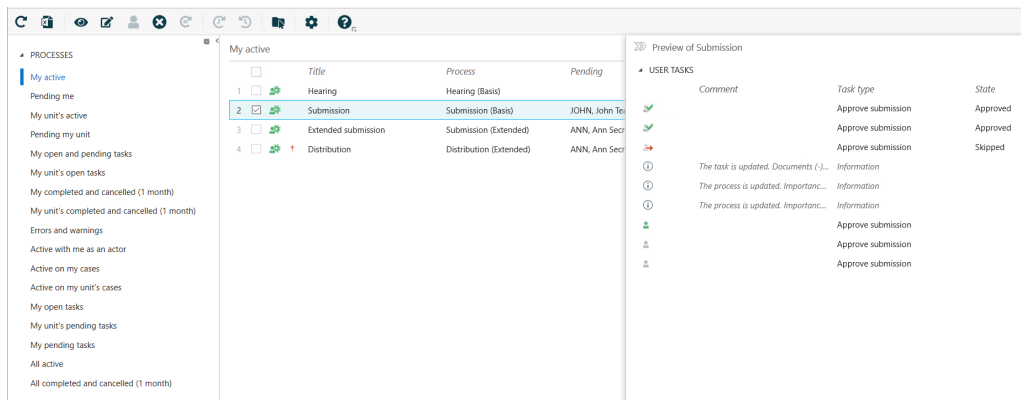 PROCESSES
My active
Pending me
My unit's active
Pending my unit
My open and pending tasks
My unit's open tasks
My completed and cancelled (1 month)
My unit's completed and cancelled (1 month)
Errors and warnings
Active with me as an actor
Active on my cases
Active on my unit's cases
My open tasks
My unit's pending tasks
My pending tasks
All active
All completed and cancelled (1 month)
My active
Title Process Pending
1 Hearing Hearing (Basis)
2 Submission Submission (Basis) JOHN, John Te
3 Extended submission Submission (Extended) ANN, Ann Secr
4 Distribution Distribution (Extended) ANN, Ann Secr
Preview of Submission
USER TASKS
Comment Task type State
Approve submission Approved
Approve submission Approved
Approve submission Skipped
The task is updated. Documents (-)... Information
The process is updated. Importanc... Information
The process is updated. Importanc... Information
Approve submission
Approve submission
Approve submission